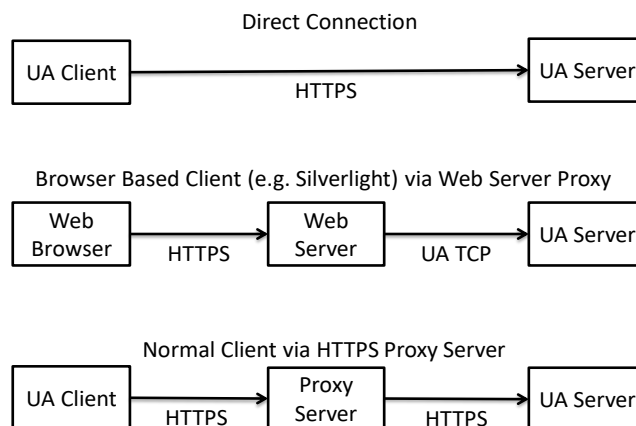 Direct Connection
UA Client
HTTPS
UA Server
Browser Based Client (e.g. Silverlight) via Web Server Proxy
Web
Browser
HTTPS
Web
Server
UA TCP
UA Server
Normal Client via HTTPS Proxy Server
UA Client
HTTPS
Proxy
Server
HTTPS
UA Server